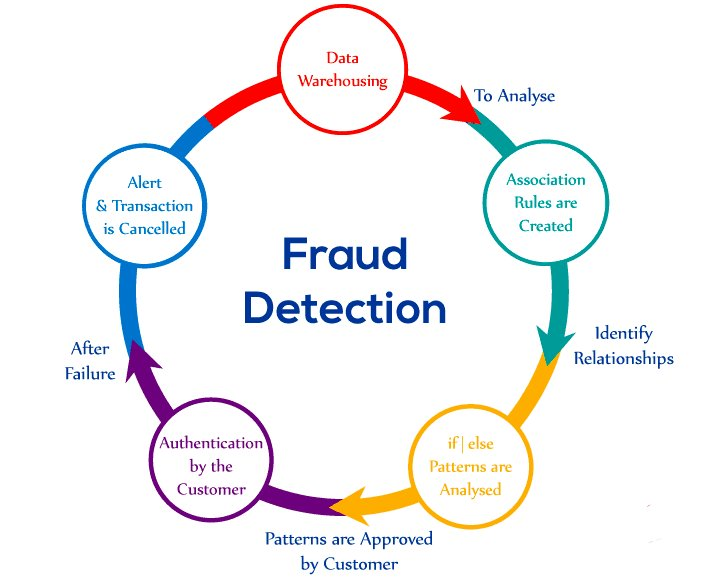 Data
Warehousing
To Analyse
Association
Rules are
Created
Identify
Relationships
if | else
Patterns are
Analysed
Patterns are Approved
by Customer
Authentication
by the
Customer
After
Failure
Alert
& Transaction
is Cancelled
Fraud
Detection